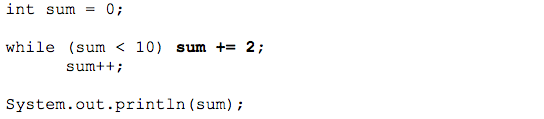 int sum = 0;
while (sum < 10) sum += 2;
sum++;
System.out.println(sum);